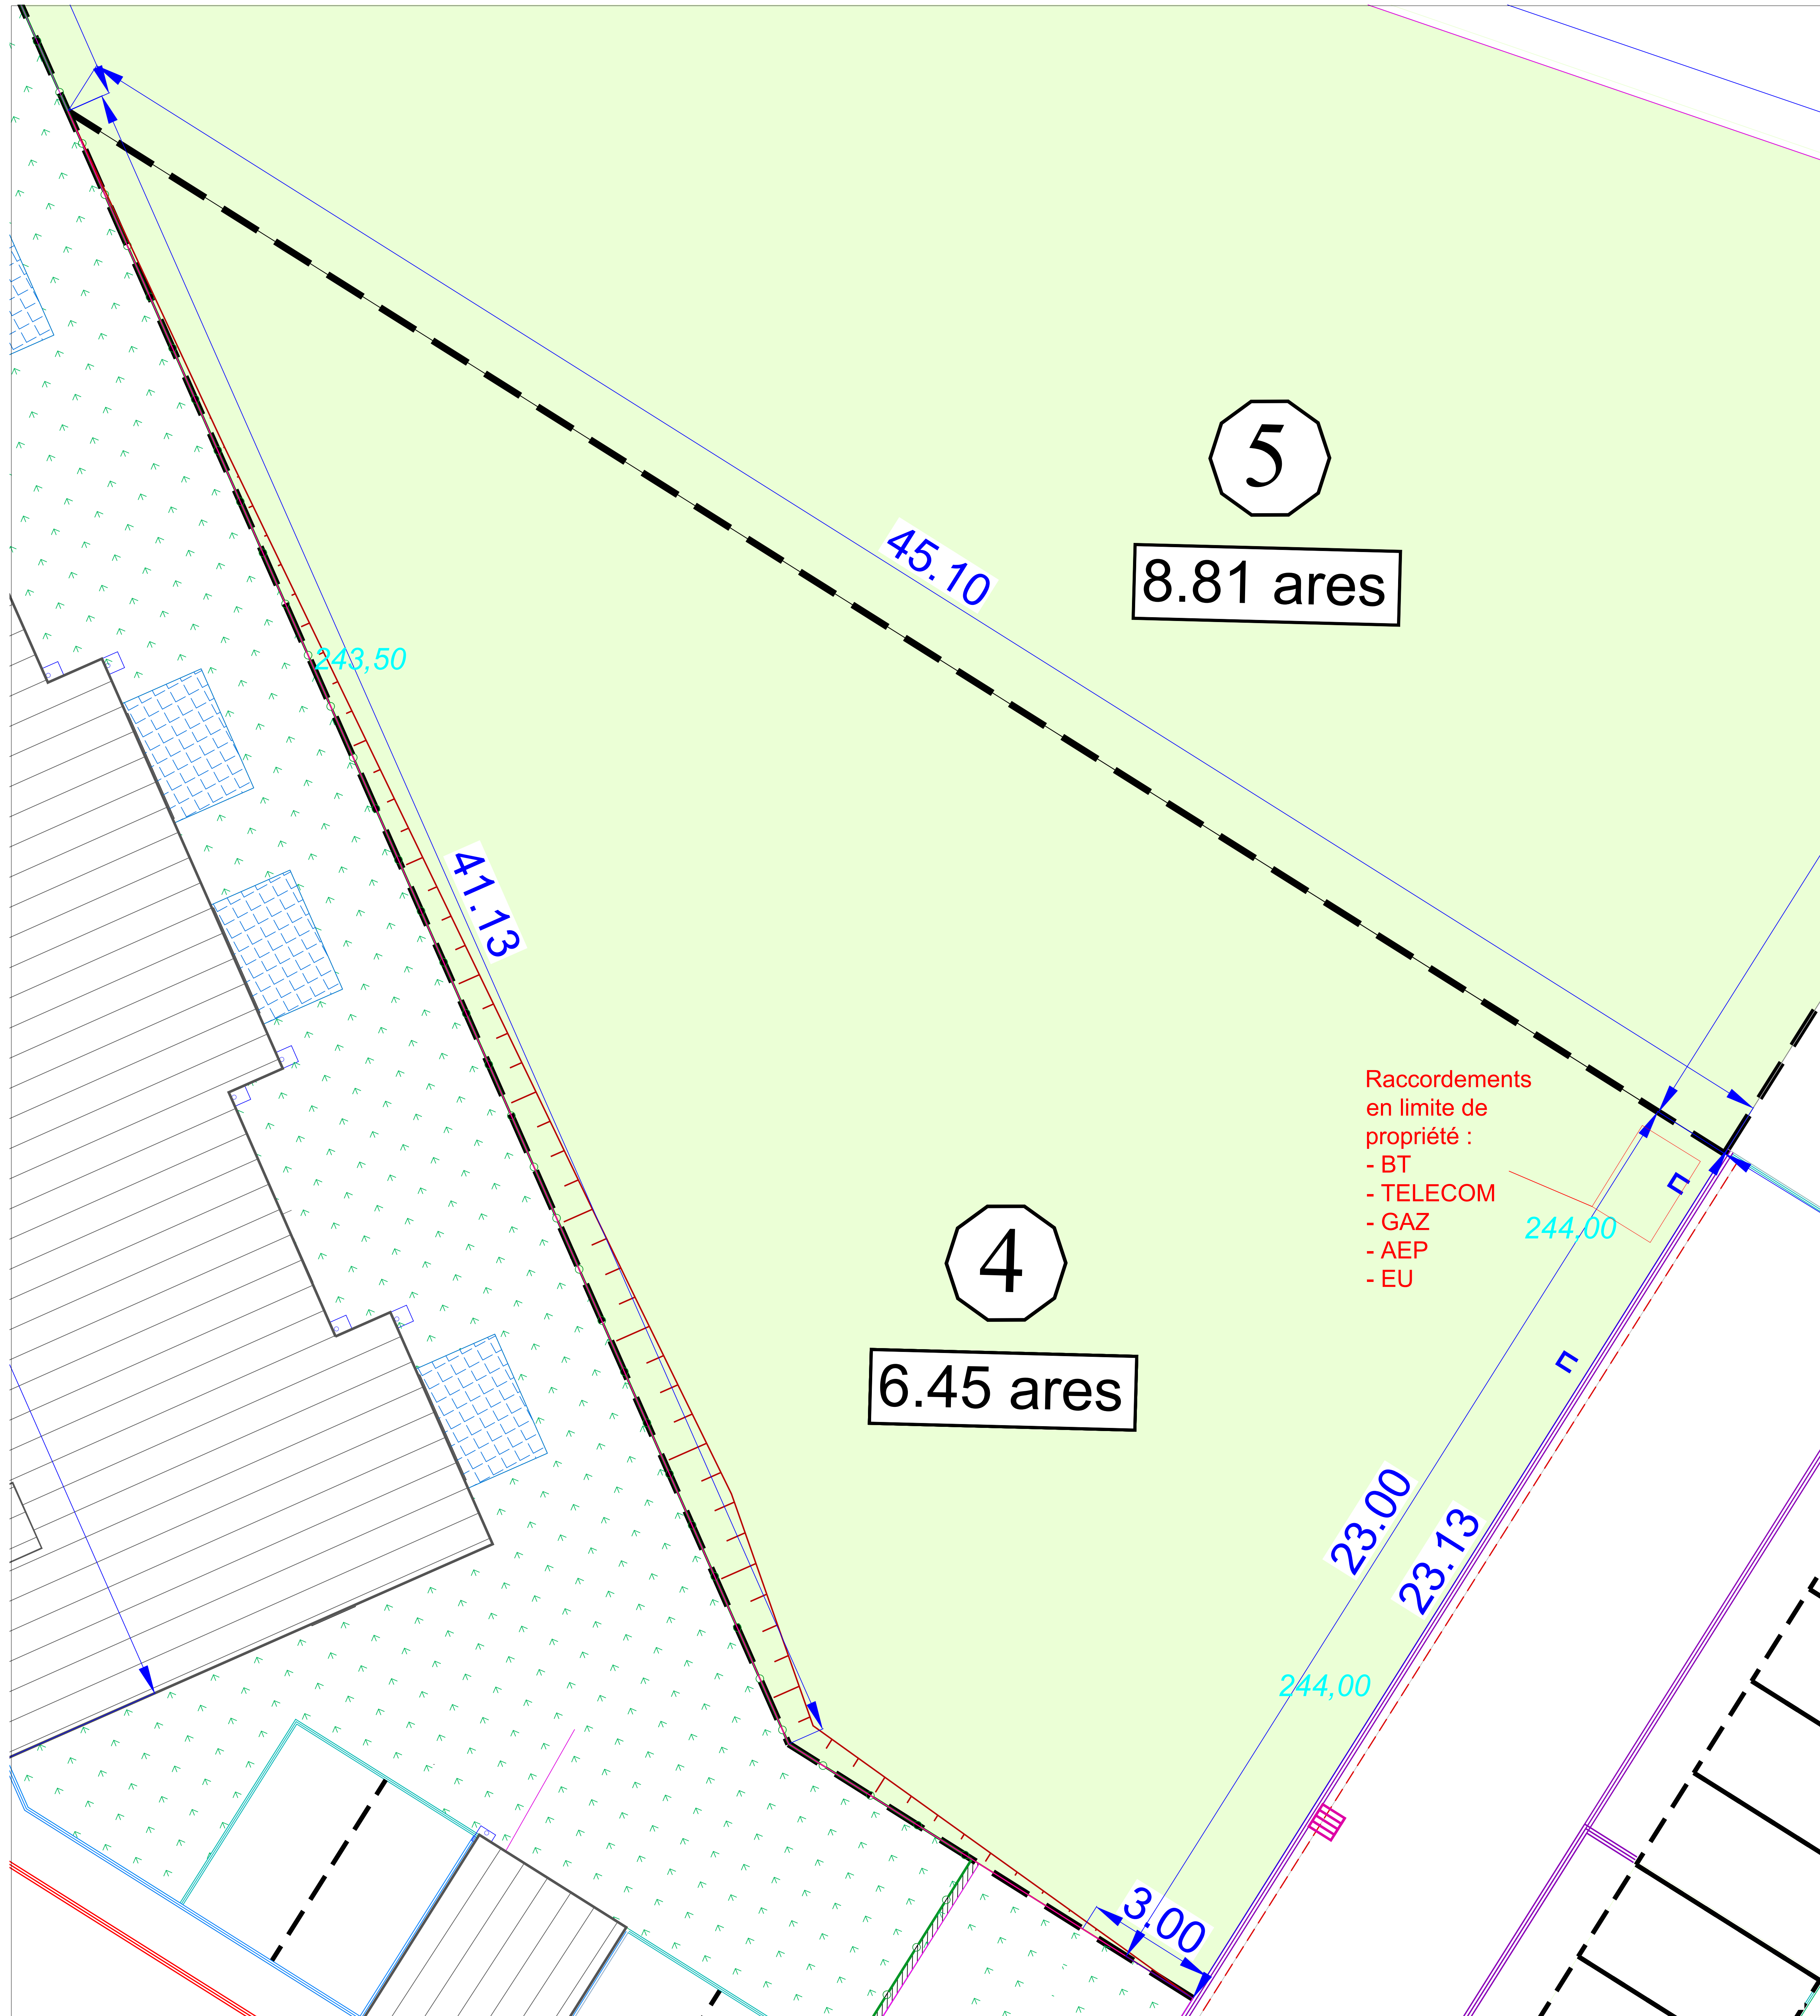 5
8.81 ares
45.10
243,50
41.13
Raccordements
en limite de
propriété :
- BT
- TELECOM
- GAZ
- AEP
- EU
244.00
4
6.45 ares
23.00
23.13
244,00
3.00